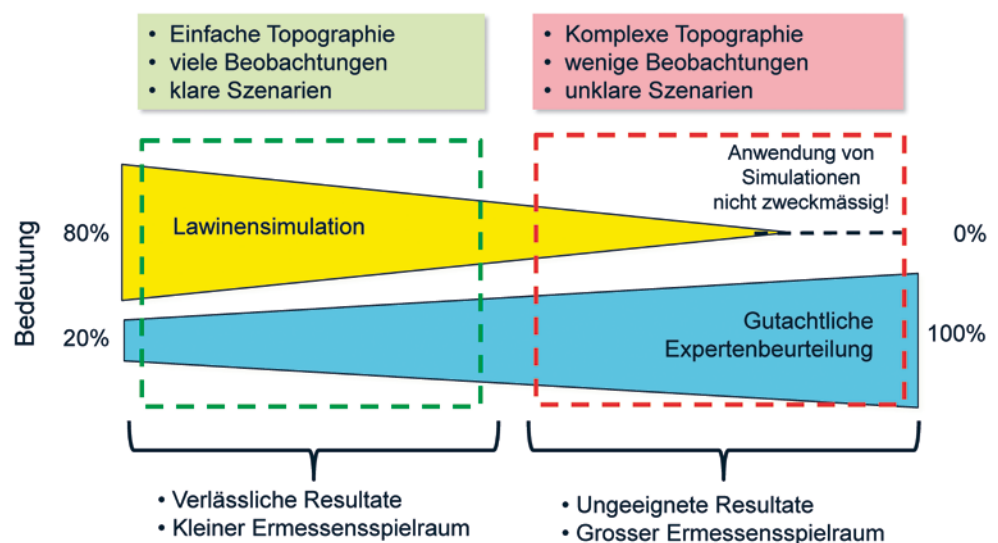 • Einfache Topographie
• viele Beobachtungen
• klare Szenarien
• Komplexe Topographie
• wenige Beobachtungen
• unklare Szenarien
Anwendung von
Simulationen
nicht zweckmässig!
Lawinensimulation
Bedeutung
80%
0%
20%
Gutachtliche
Expertenbeurteilung
100%
• Verlässliche Resultate
• Kleiner Ermessensspielraum
• Ungeeignete Resultate
• Grosser Ermessensspielraum